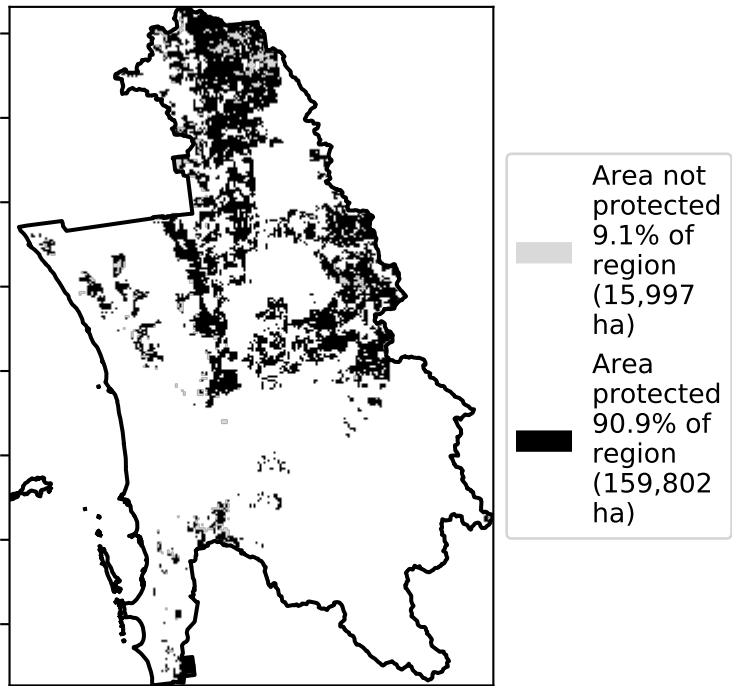 Area not
protected
9.1% of
region
(15,997
ha)
Area
protected
90.9% of
region
(159,802
ha)